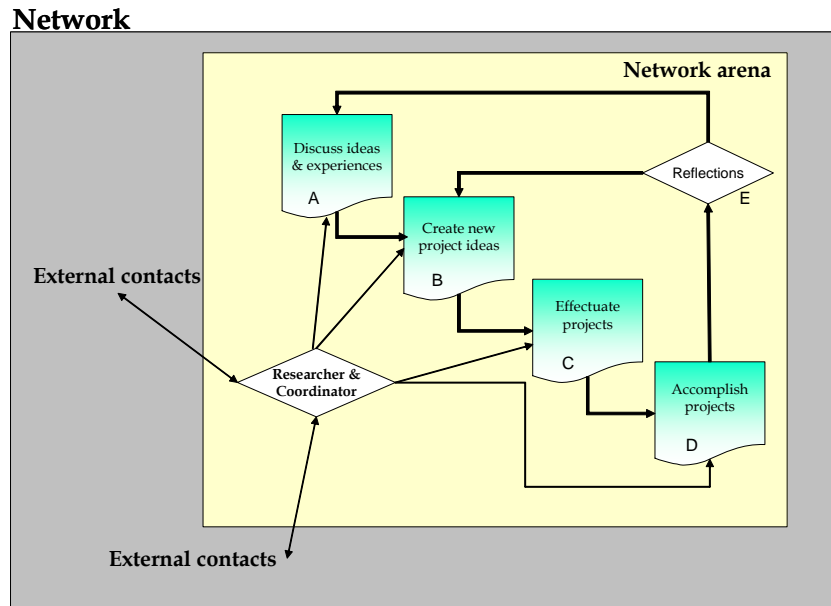 Network
Network arena
Discuss ideas
& experiences
A
Reflections
E
Create new
project ideas
B
External contacts
Effectuate
projects
C
Researcher &
Coordinator
Accomplish
projects
D
External contacts